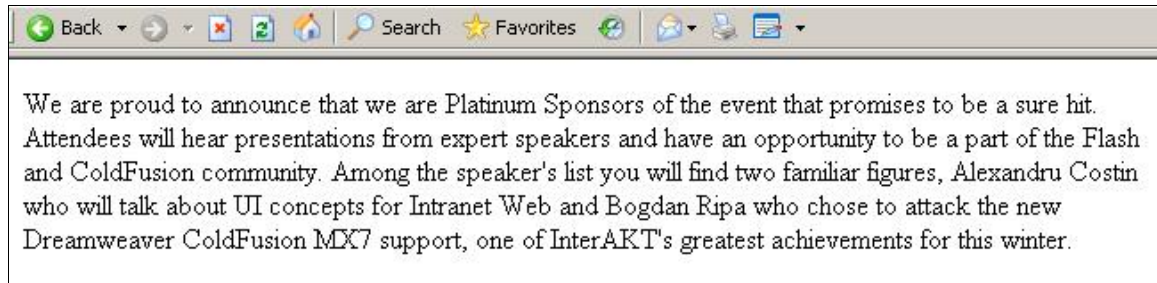 Back Search Favorites
We are proud to announce that we are Platinum Sponsors of the event that promises to be a sure hit.
Attendees will hear presentations from expert speakers and have an opportunity to be a part of the Flash
and ColdFusion community. Among the speaker's list you will find two familiar figures, Alexandru Costin
who will talk about UI concepts for Intranet Web and Bogdan Ripa who chose to attack the new
Dreamweaver ColdFusion MX7 support, one of InterAKT's greatest achievements for this winter.